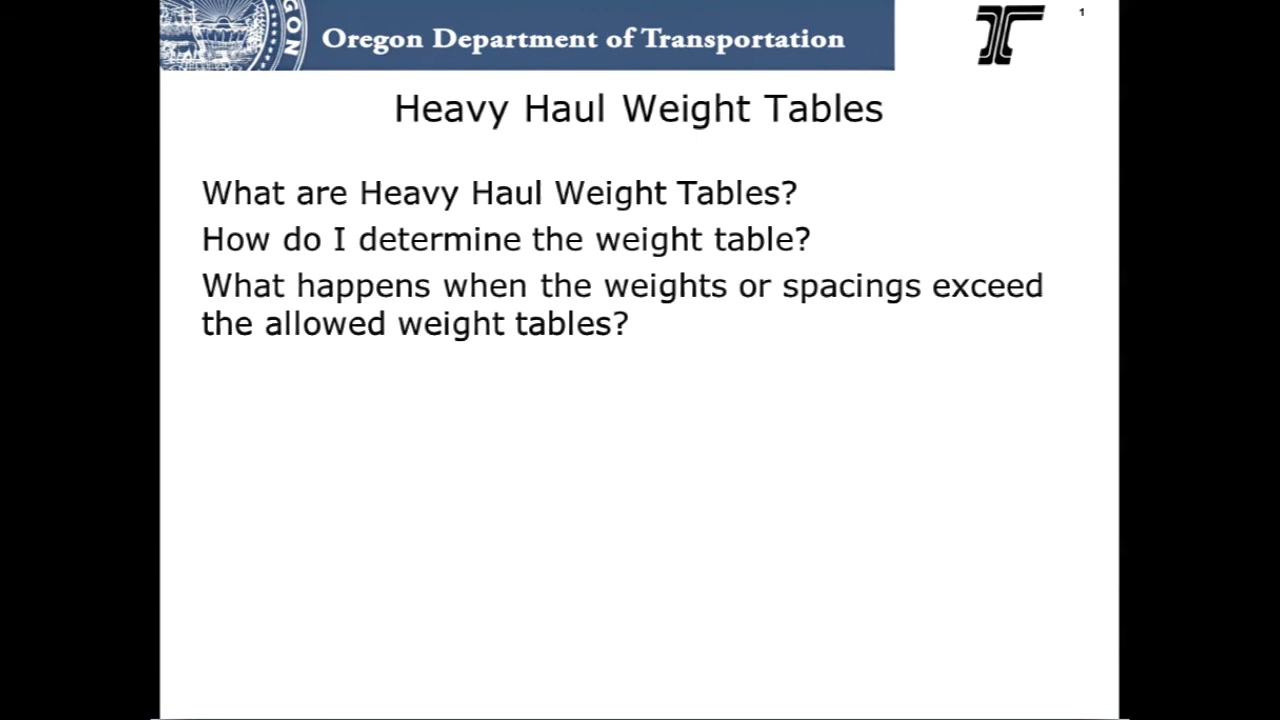 GON
Oregon Department of Transportation
1
Heavy Haul Weight Tables
What are Heavy Haul Weight Tables?
How do I determine the weight table?
What happens when the weights or spacings exceed
the allowed weight tables?